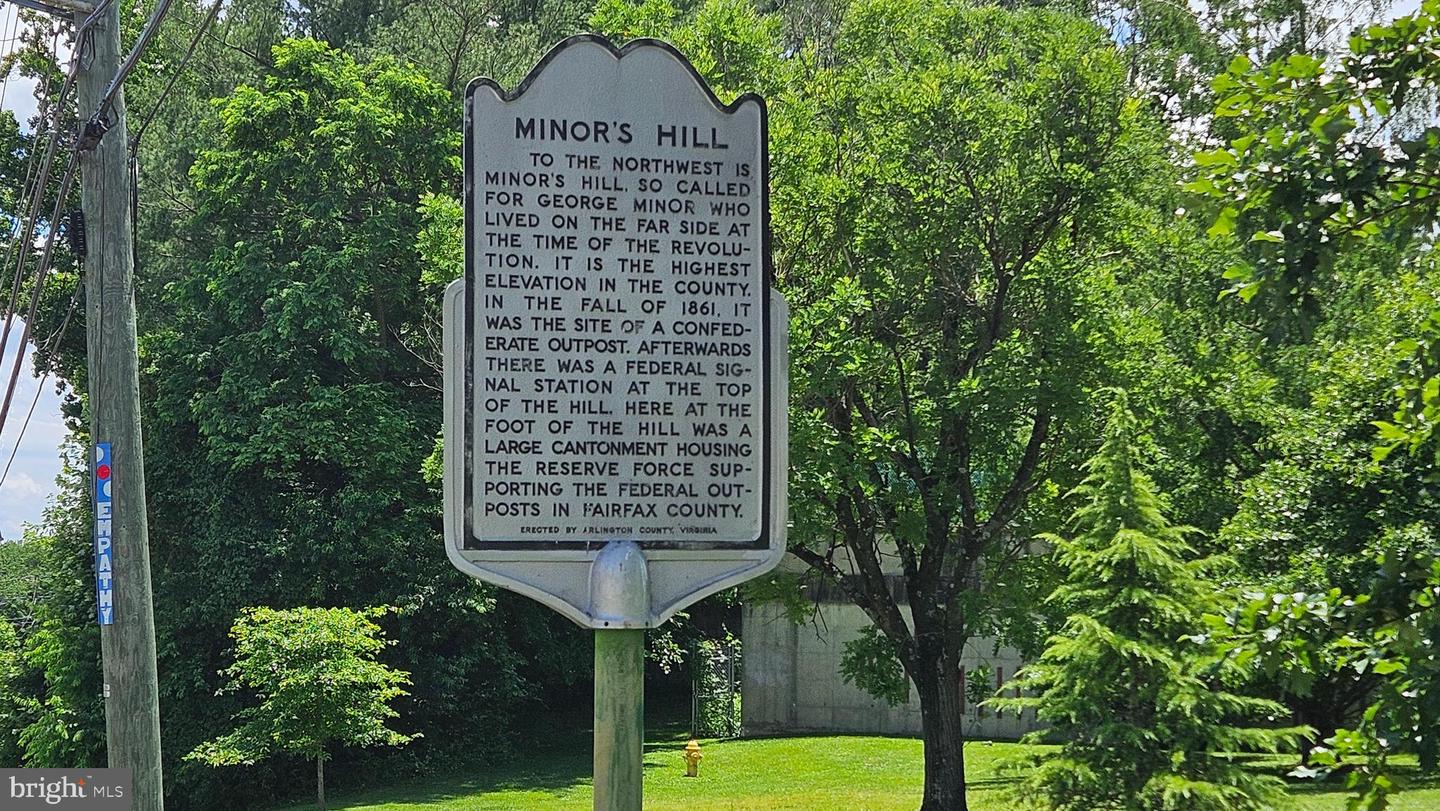 MINOR'S HILL
TO THE NORTHWEST IS
MINOR'S HILL, SO CALLED
FOR GEORGE MINOR WHO
LIVED ON THE FAR SIDE AT
THE TIME OF THE REVOLU-
TION. IT IS THE HIGHEST
ELEVATION IN THE COUNTY.
IN THE FALL OF 1861, IT
WAS THE SITE OF A CONFED-
ERATE OUTPOST. AFTERWARDS
THERE WAS A FEDERAL SIG-
NAL STATION AT THE TOP
OF THE HILL. HERE AT THE
FOOT OF THE HILL WAS A
LARGE CANTONMENT HOUSING
THE RESERVE FORCE SUP-
PORTING THE FEDERAL OUT-
POSTS IN FAIRFAX COUNTY.
ERECTED BY ARLINGTON COUNTY, VIRGINIA
EMPATHY
bright MLS